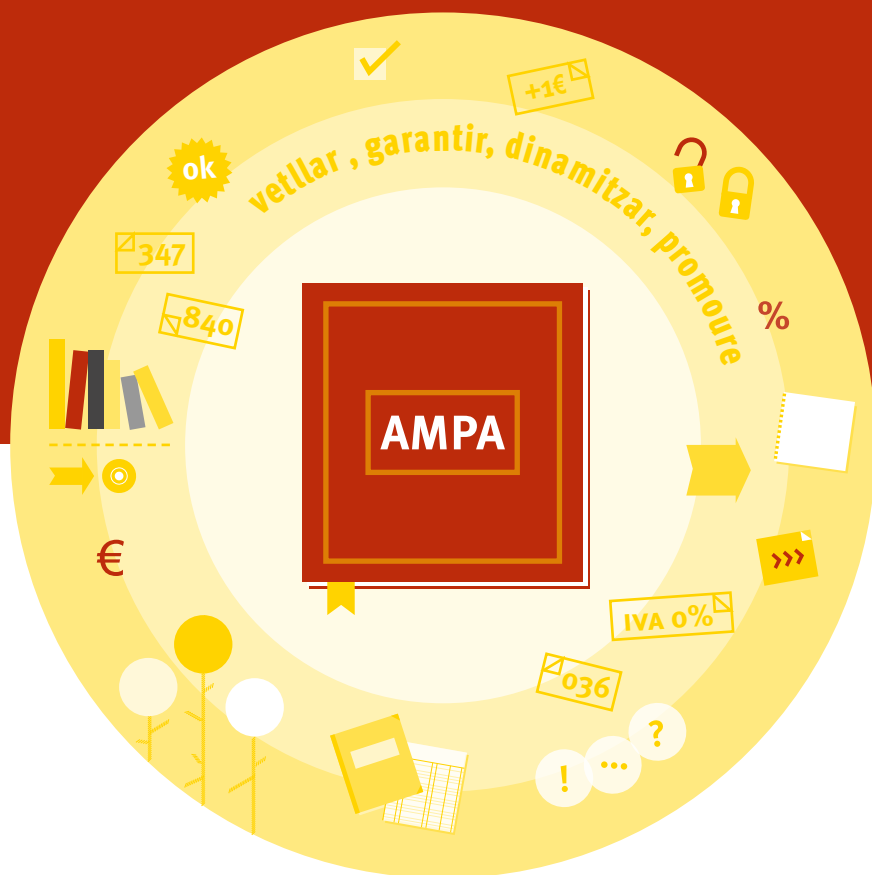 +1€
ok
vetllar , garantir, dinamitzar, promoure
347
840
%
AMPA
€
>>>
IVA 0%
036
?
...
!